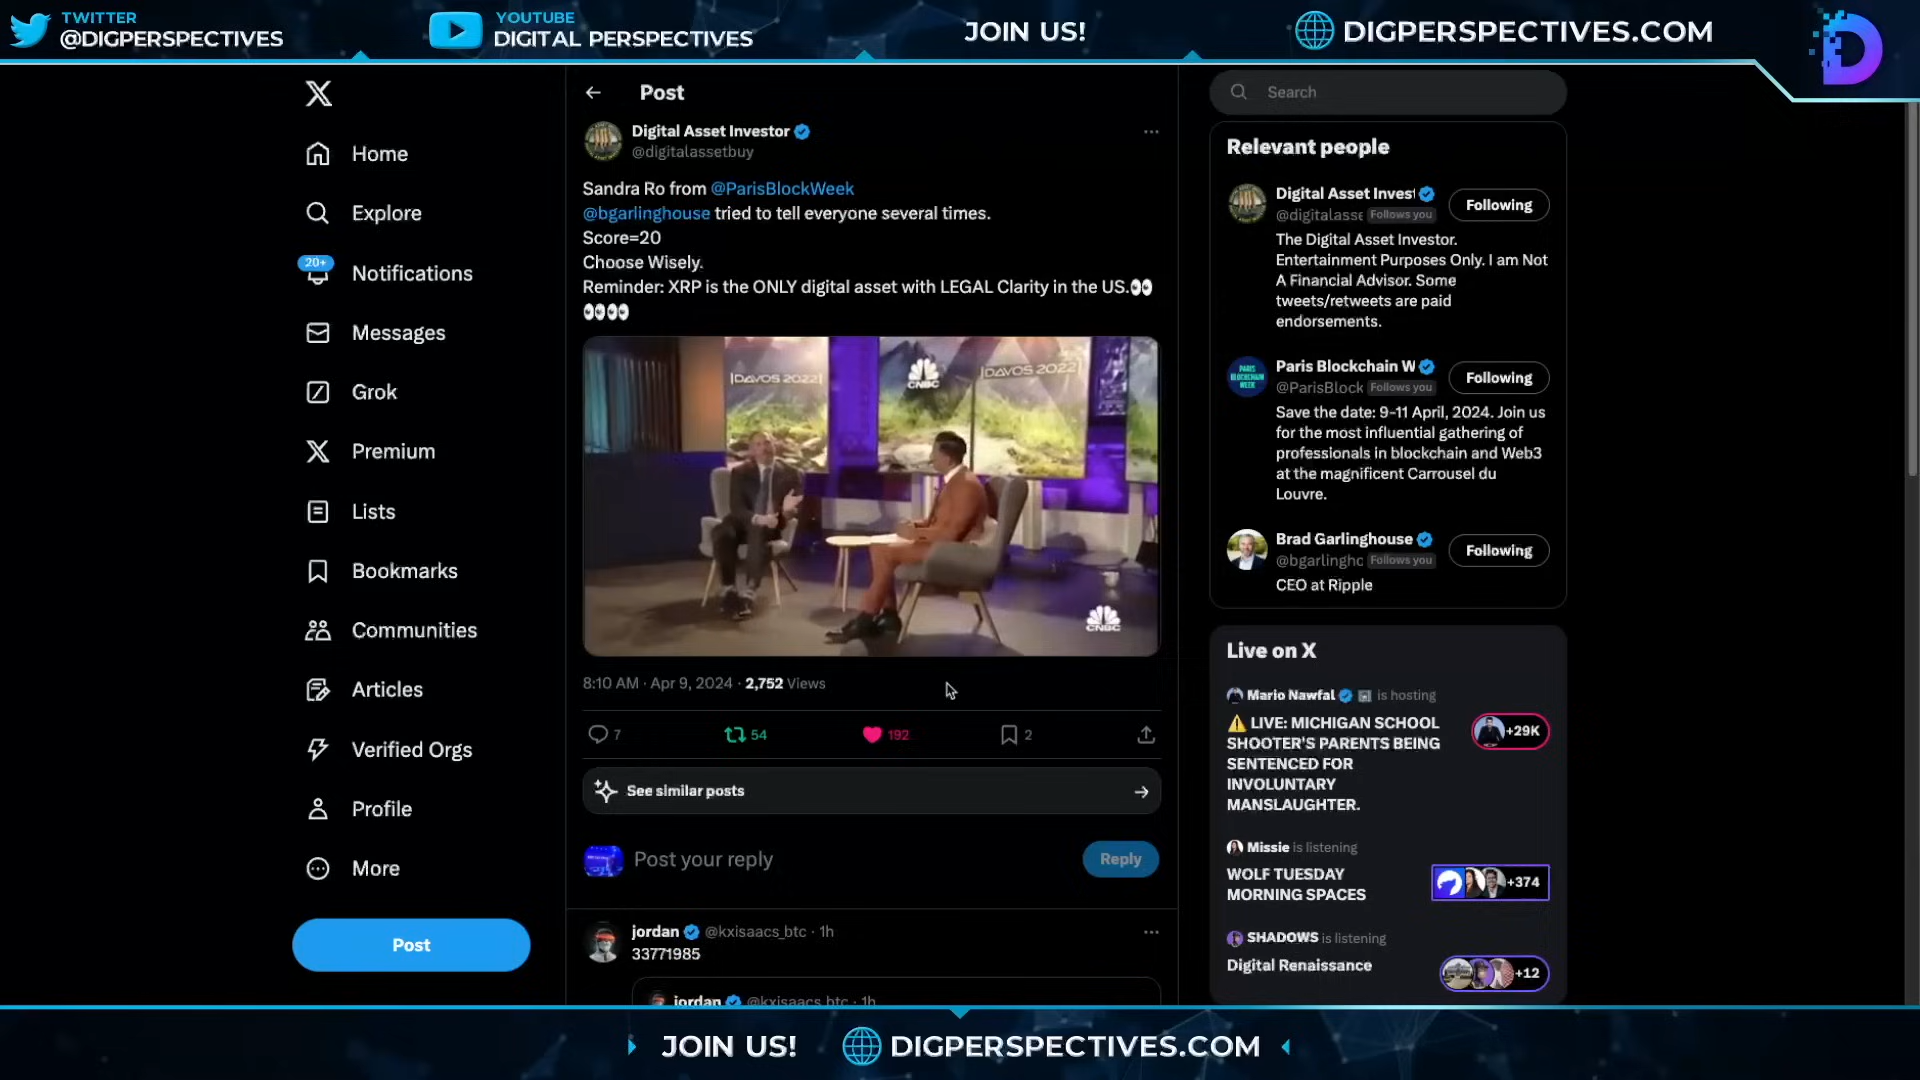 TWITTER
@DIGPERSPECTIVES
YOUTUBE
DIGITAL PERSPECTIVES
JOIN US!
DIGPERSPECTIVES.COM
Home
Explore
20+
Notifications
Messages
Grok
Premium
Lists
Bookmarks
Communities
Articles
Verified Orgs
Profile
More
Post
Post
Digital Asset Investor
@digitalassetbuy
Sandra Ro from @ParisBlockWeek
@bgarlinghouse tried to tell everyone several times.
Score=20
Choose Wisely.
Reminder: XRP is the ONLY digital asset with LEGAL Clarity in the US.👀
👀👀
|DAVOS 2022|
CNBC
|DAVOS 2022|
CNBC
8:10 AM · Apr 9, 2024 · 2,752 Views
7
54
192
2
See similar posts
Post your reply
Reply
jordan @kxisaacs_btc · 1h
33771985
jordan @kxisaacs_btc · 1h
Search
Relevant people
Digital Asset Invest
@digitalasse Follows you
Following
The Digital Asset Investor.
Entertainment Purposes Only. I am Not
A Financial Advisor. Some
tweets/retweets are paid
endorsements.
Paris Blockchain W
@ParisBlock Follows you
Following
PARIS
BLOCKCHAIN
WEEK
Save the date: 9-11 April, 2024. Join us
for the most influential gathering of
professionals in blockchain and Web3
at the magnificent Carrousel du
Louvre.
Brad Garlinghouse
@bgarlinghc Follows you
Following
CEO at Ripple
Live on X
Mario Nawfal is hosting
⚠️ LIVE: MICHIGAN SCHOOL
SHOOTER'S PARENTS BEING
SENTENCED FOR
INVOLUNTARY
MANSLAUGHTER.
+29K
Missie is listening
WOLF TUESDAY
MORNING SPACES
+374
SHADOWS is listening
Digital Renaissance
+12
JOIN US!
DIGPERSPECTIVES.COM